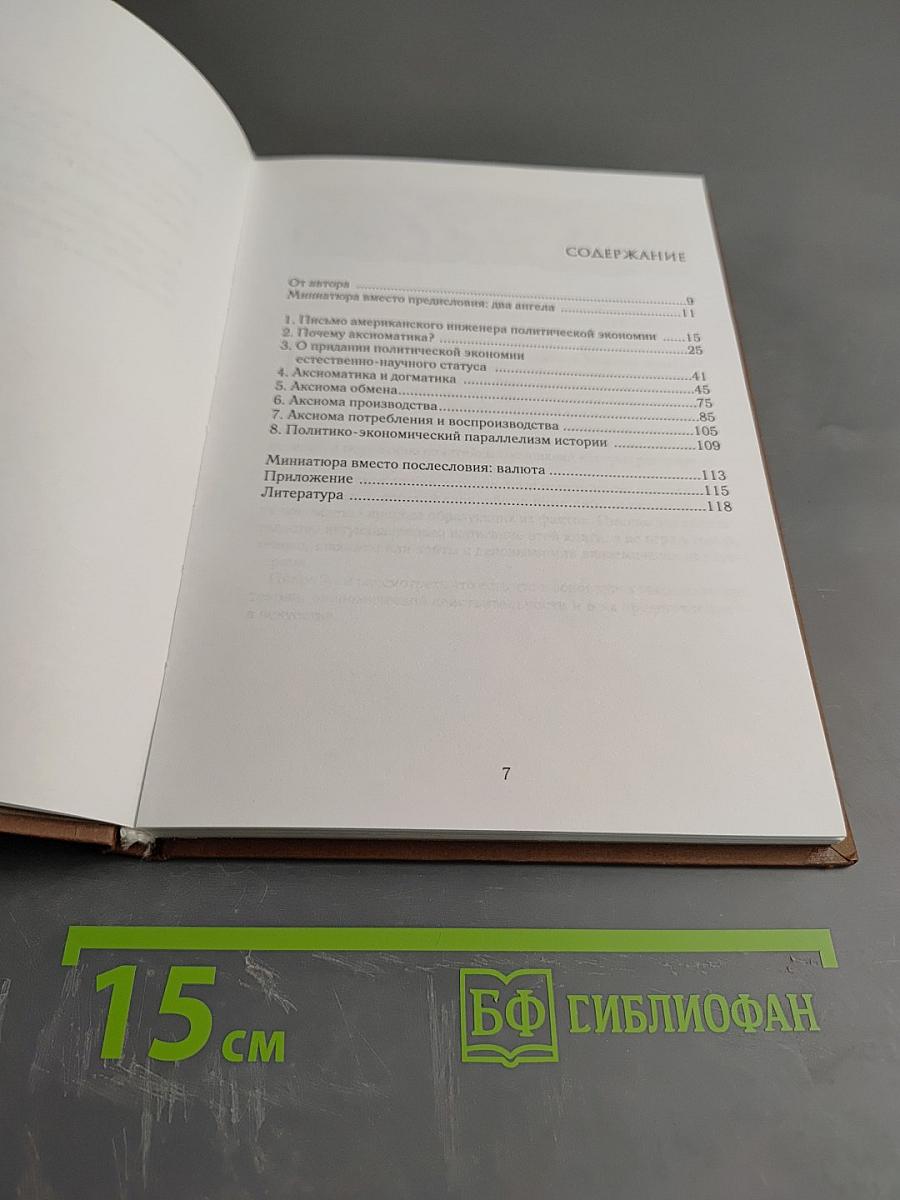 СОДЕРЖАНИЕ
От автора ........ 9
Миниатюра вместо предисловия: два ангела ........ 11
1. Письмо американского инженера политической экономии ...... 15
2. Почему аксиоматика? ........ 25
3. О придании политической экономии
естественно-научного статуса ........ 41
4. Аксиоматика и догматика ........ 45
5. Аксиома обмена ........ 75
6. Аксиома производства ........ 85
7. Аксиома потребления и воспроизводства ........ 105
8. Политико-экономический параллелизм истории ........ 109
Миниатюра вместо послесловия: валюта ........ 113
Приложение ........ 115
Литература ........ 118
7
15 см
БФ БИБЛИОФАН